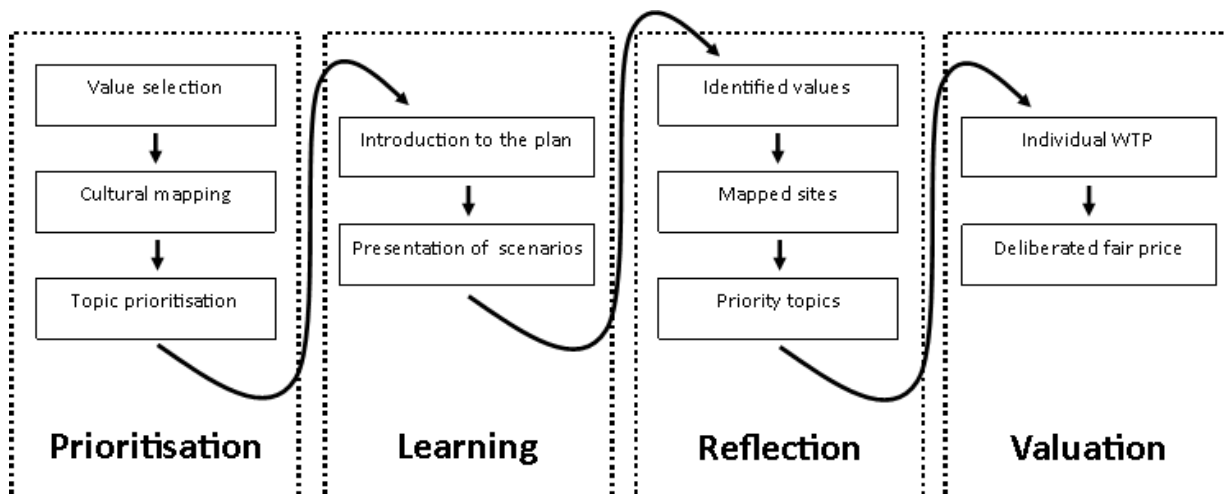 Value selection
Cultural mapping
Topic prioritisation
Prioritisation
Introduction to the plan
Presentation of scenarios
Learning
Identified values
Mapped sites
Priority topics
Reflection
Individual WTP
Deliberated fair price
Valuation